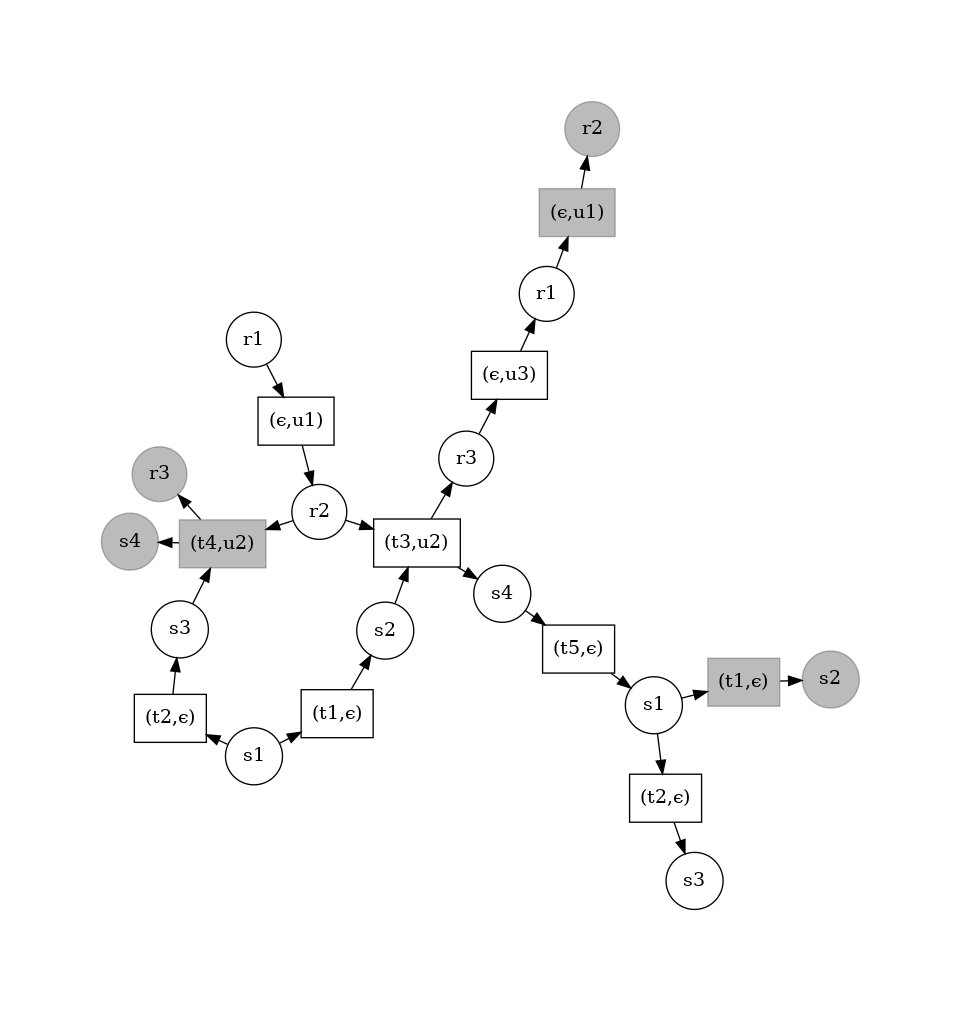 r2
(ϵ,u1)
r1
r1
(ϵ,u3)
(ϵ,u1)
r3
r3
r2
s4
(t4,u2)
(t3,u2)
s4
s3
s2
(t5,ϵ)
s1
(t1,ϵ)
s2
(t2,ϵ)
(t1,ϵ)
s1
(t2,ϵ)
s3